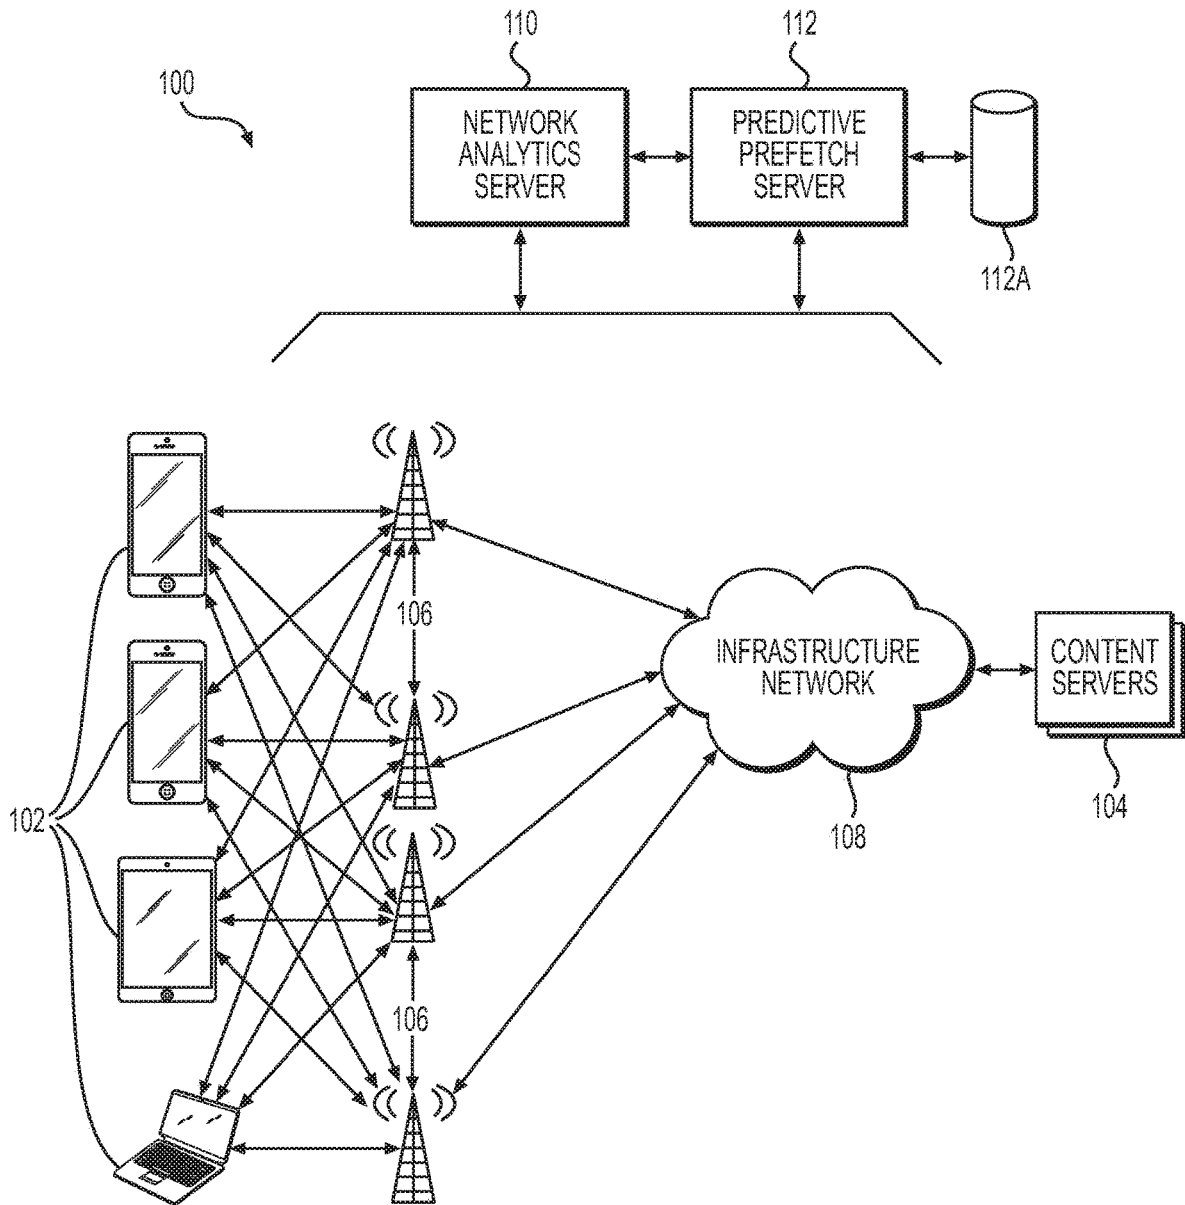 110
112
100
NETWORK
ANALYTICS
SERVER
PREDICTIVE
PREFETCH
SERVER
112A
106
INFRASTRUCTURE
NETWORK
CONTENT
SERVERS
104
102
108
106